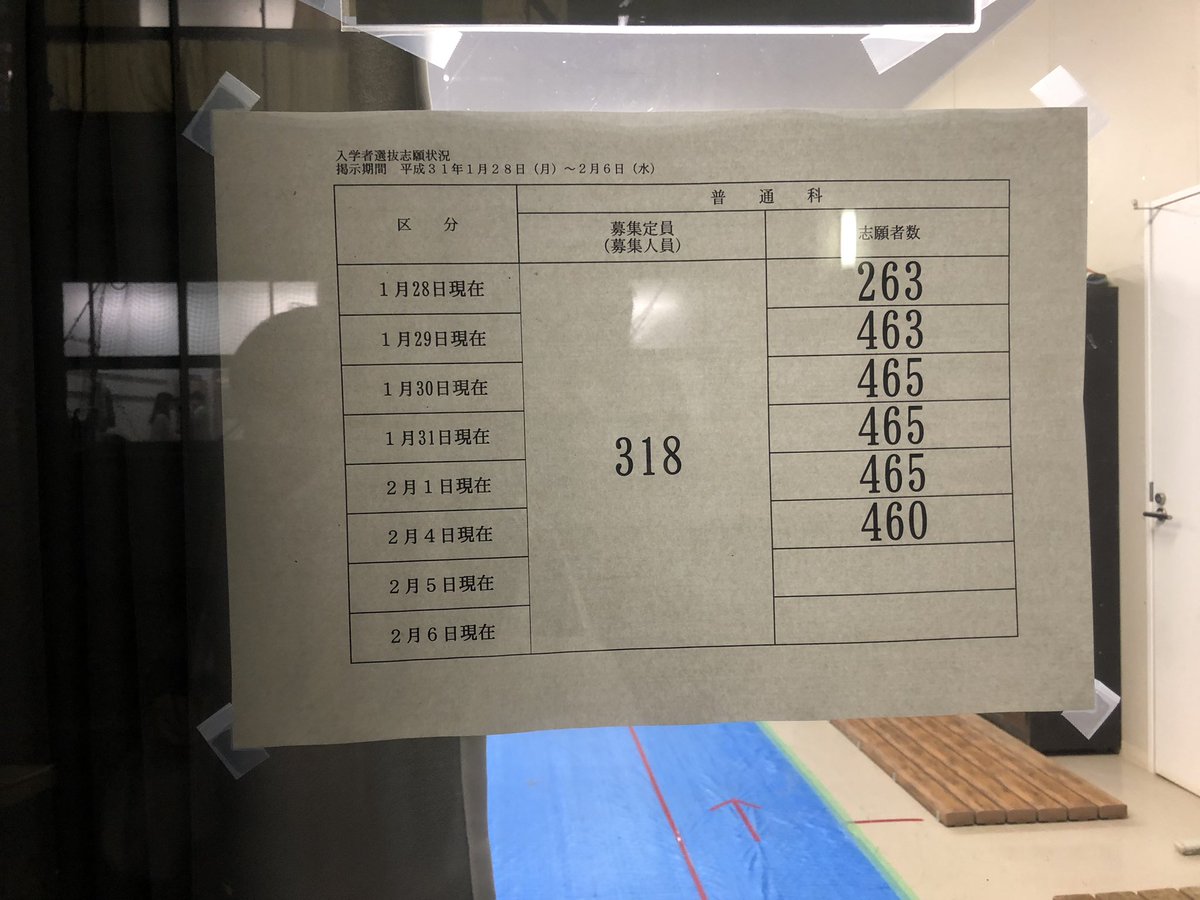 入学者選抜志願状況
掲示期間　平成３１年１月２８日（月）～２月６日（水）
区　分　普　通　科
募集定員
（募集人員）　志願者数
１月28日現在　263
１月29日現在　463
１月30日現在　465
１月31日現在　465
318
２月１日現在　465
２月４日現在　460
２月５日現在
２月６日現在